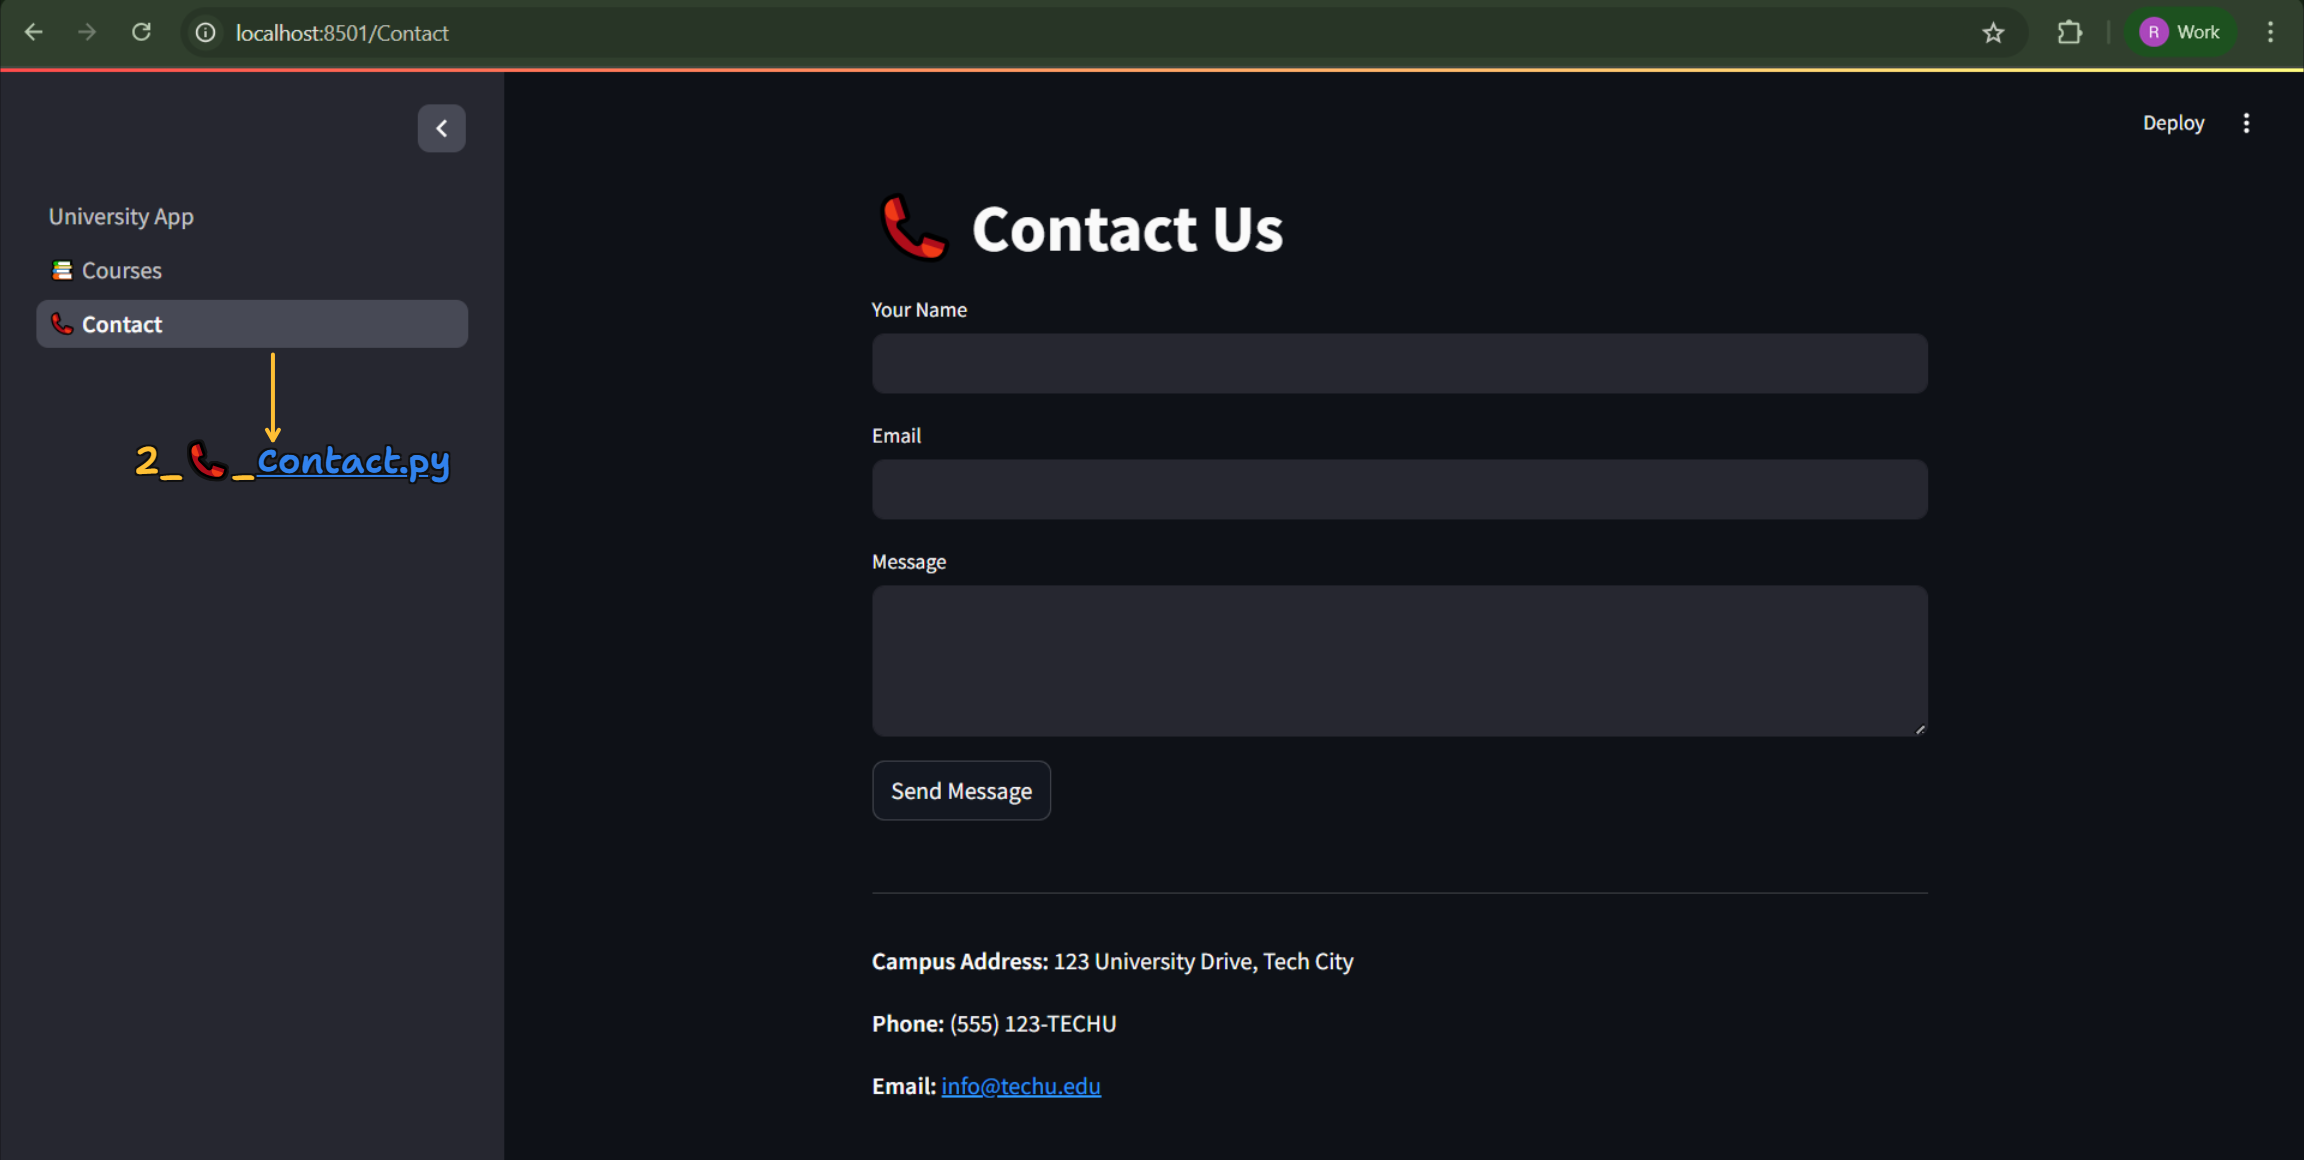 localhost:8501/Contact
R Work
Deploy
University App
📚 Courses
📞 Contact
2_📞_Contact.py
📞 Contact Us
Your Name
Email
Message
Send Message
Campus Address: 123 University Drive, Tech City
Phone: (555) 123-TECHU
Email: info@techu.edu